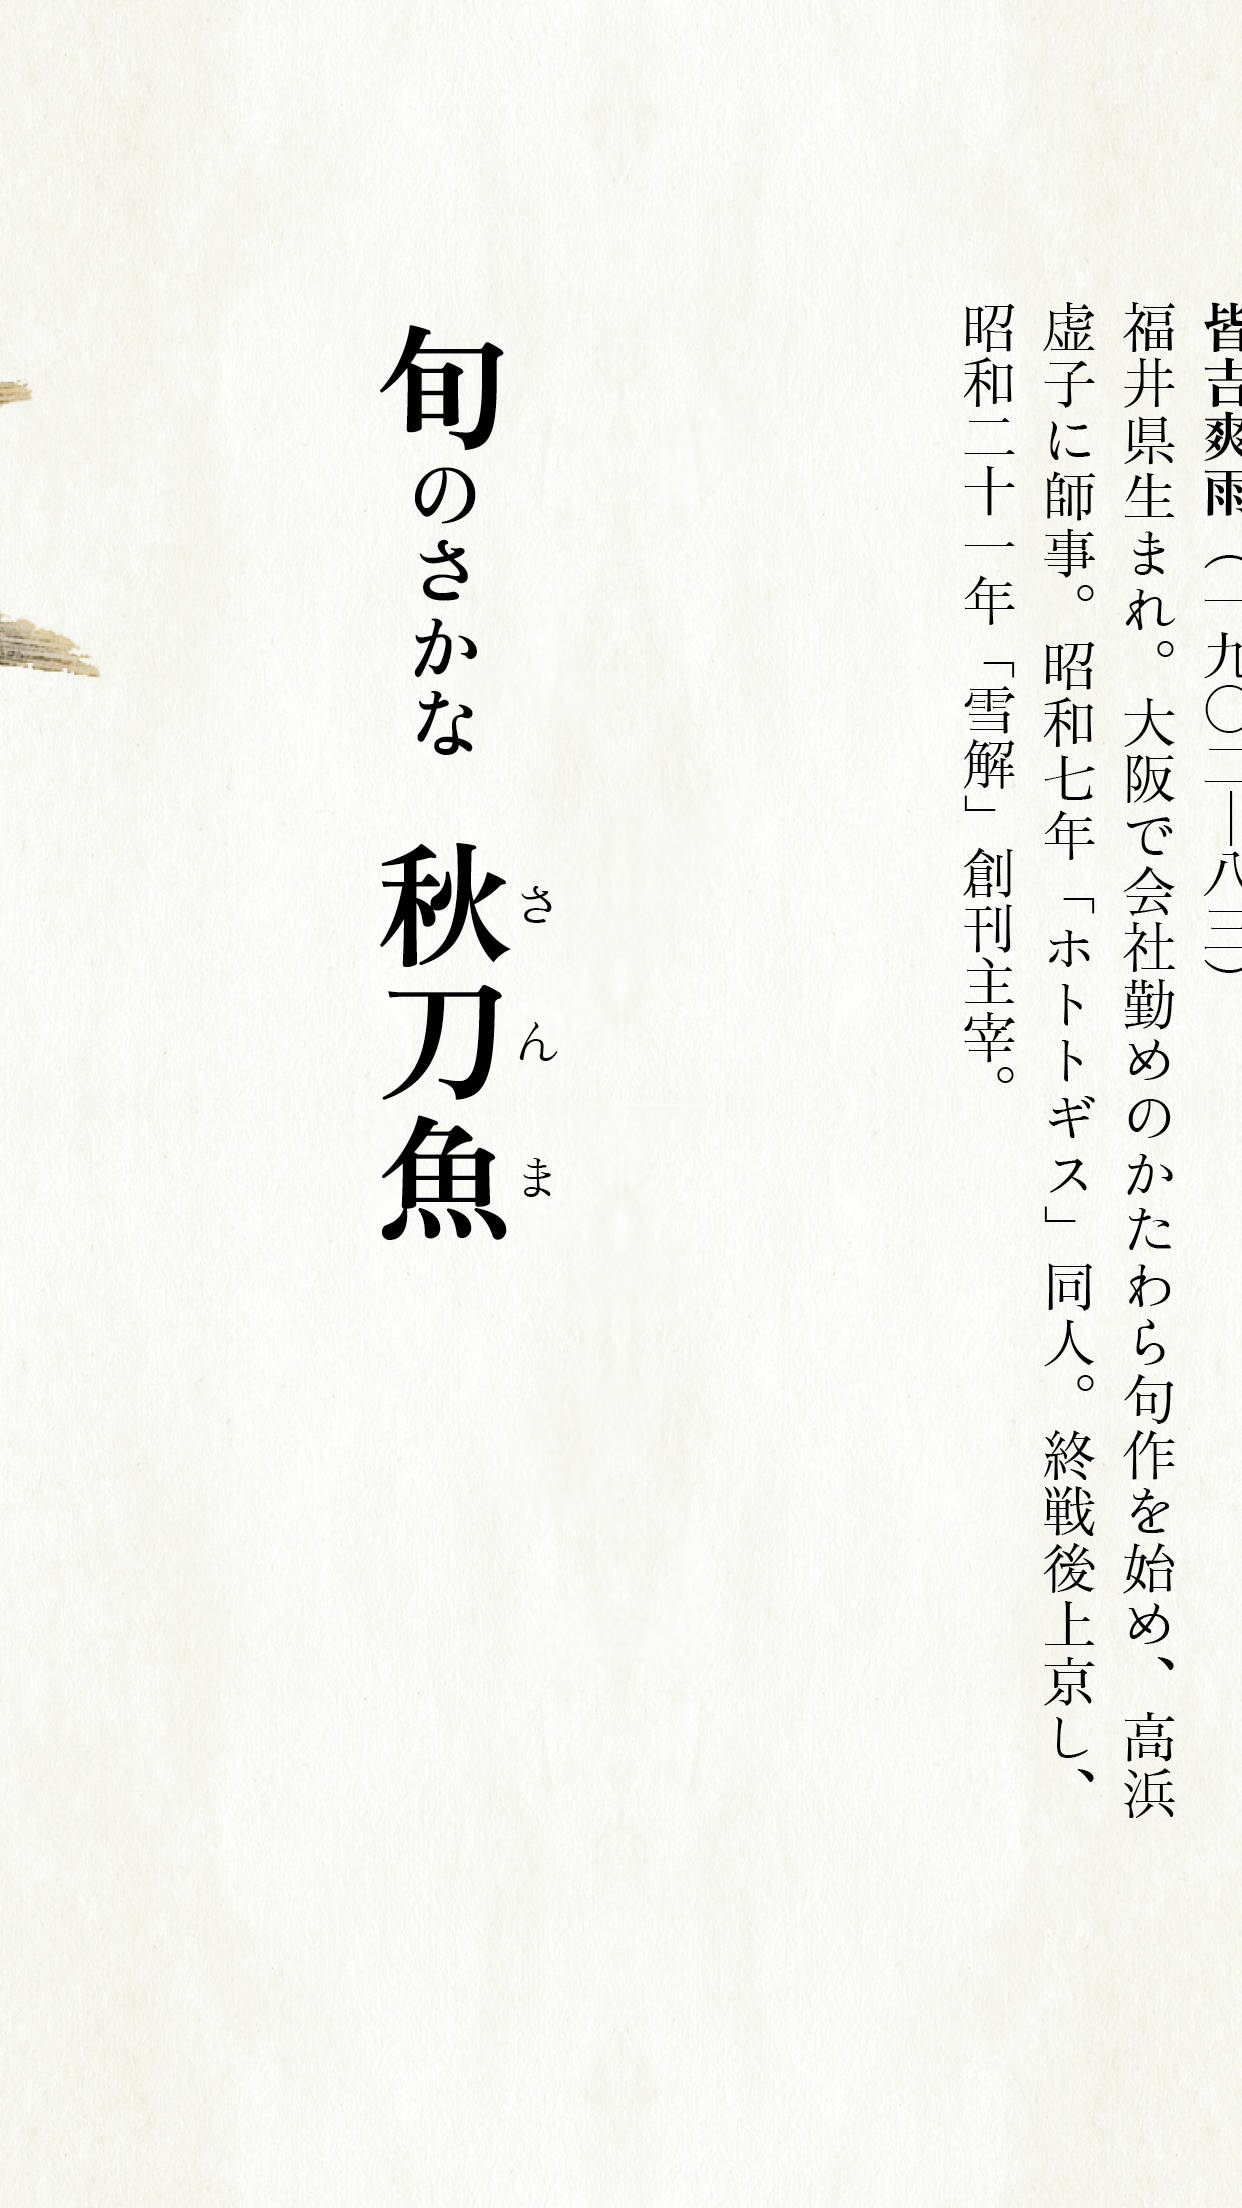 皆吉爽雨（一九〇二―八三）
福井県生まれ。大阪で会社勤めのかたわら句作を始め、高浜
虚子に師事。昭和七年「ホトトギス」同人。終戦後上京し、
昭和二十一年「雪解」創刊主宰。
旬のさかな　秋刀魚
さんま